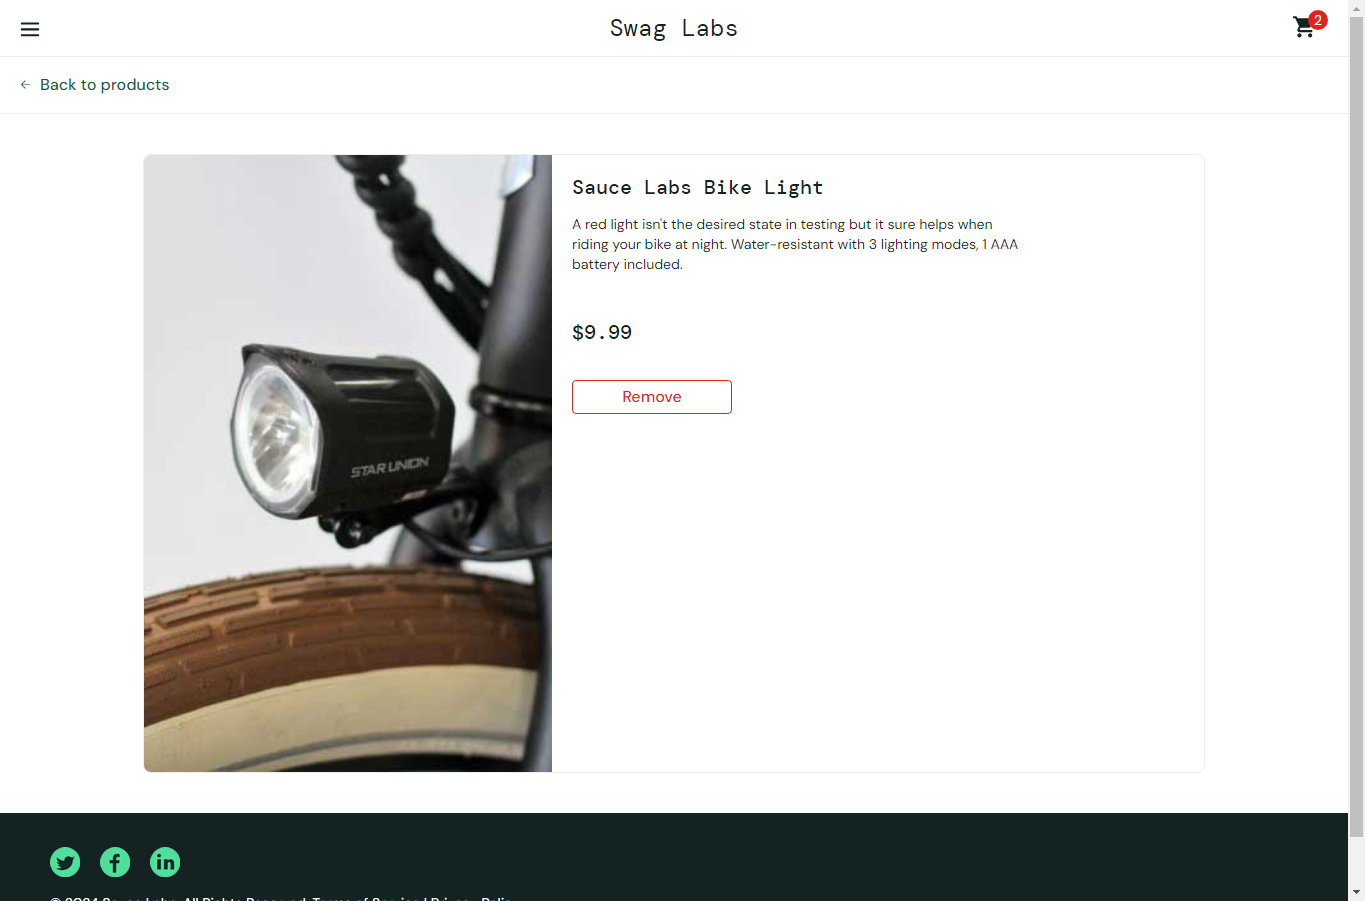 Swag Labs
2
Back to products
Sauce Labs Bike Light
A red light isn't the desired state in testing but it sure helps when
riding your bike at night. Water-resistant with 3 lighting modes, 1 AAA
battery included.
$9.99
Remove
STAR UNION